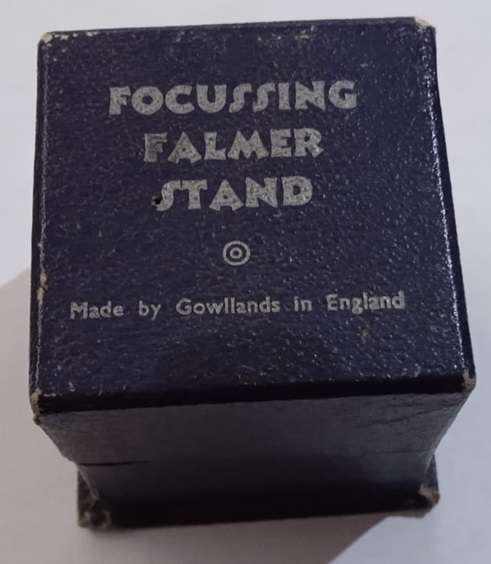 FOCUSSING
FALMER
STAND
Made by Gowllands in England